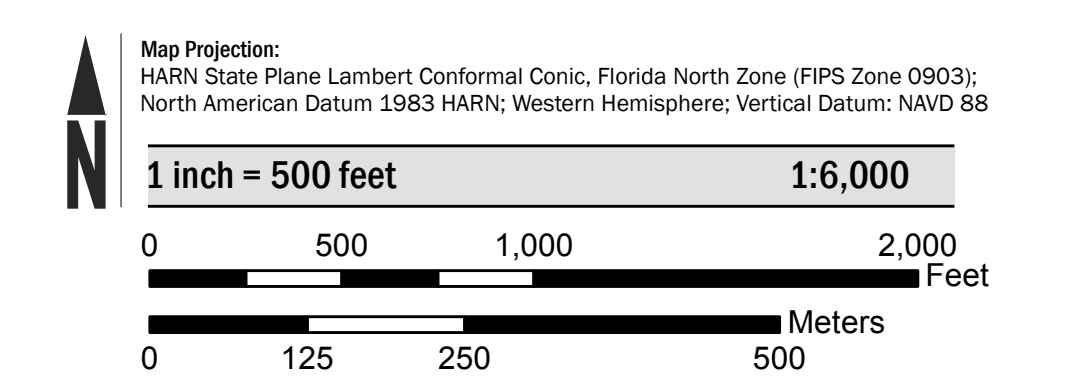 Map Projection:
HARN State Plane Lambert Conformal Conic, Florida North Zone (FIPS Zone 0903);
North American Datum 1983 HARN; Western Hemisphere; Vertical Datum: NAVD 88
N
1 inch = 500 feet 1:6,000
0 500 1,000 2,000
Feet
Meters
0 125 250 500